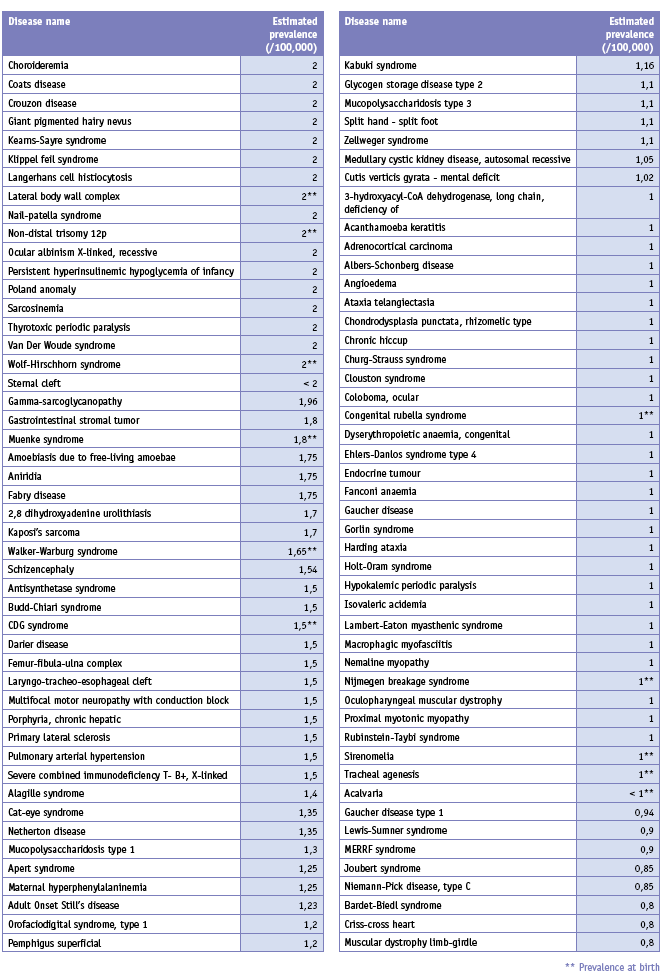 Disease name Estimated
prevalence
(/100,000)
Choroideremia 2
Coats disease 2
Crouzon disease 2
Giant pigmented hairy nevus 2
Kearns-Sayre syndrome 2
Klippel feil syndrome 2
Langerhans cell histiocytosis 2
Lateral body wall complex 2**
Nail-patella syndrome 2
Non-distal trisomy 12p 2**
Ocular albinism X-linked, recessive 2
Persistent hyperinsulinemic hypoglycemia of infancy 2
Poland anomaly 2
Sarcosinemia 2
Thyrotoxic periodic paralysis 2
Van Der Woude syndrome 2
Wolf-Hirschhorn syndrome 2**
Sternal cleft < 2
Gamma-sarcoglycanopathy 1,96
Gastrointestinal stromal tumor 1,8
Muenke syndrome 1,8**
Amoebiasis due to free-living amoebae 1,75
Aniridia 1,75
Fabry disease 1,75
2,8 dihydroxyadenine urolithiasis 1,7
Kaposi's sarcoma 1,7
Walker-Warburg syndrome 1,65**
Schizencephaly 1,54
Antisynthetase syndrome 1,5
Budd-Chiari syndrome 1,5
CDG syndrome 1,5**
Darier disease 1,5
Femur-fibula-ulna complex 1,5
Laryngo-tracheo-esophageal cleft 1,5
Multifocal motor neuropathy with conduction block 1,5
Porphyria, chronic hepatic 1,5
Primary lateral sclerosis 1,5
Pulmonary arterial hypertension 1,5
Severe combined immunodeficiency T- B+, X-linked 1,5
Alagille syndrome 1,4
Cat-eye syndrome 1,35
Netherton disease 1,35
Mucopolysaccharidosis type 1 1,3
Apert syndrome 1,25
Maternal hyperphenylalaninemia 1,25
Adult Onset Still's disease 1,23
Orofaciodigital syndrome, type 1 1,2
Pemphigus superficial 1,2
Disease name Estimated
prevalence
(/100,000)
Kabuki syndrome 1,16
Glycogen storage disease type 2 1,1
Mucopolysaccharidosis type 3 1,1
Split hand - split foot 1,1
Zellweger syndrome 1,1
Medullary cystic kidney disease, autosomal recessive 1,05
Cutis verticis gyrata - mental deficit 1,02
3-hydroxyacyl-CoA dehydrogenase, long chain, 1
deficiency of
Acanthamoeba keratitis 1
Adrenocortical carcinoma 1
Albers-Schonberg disease 1
Angioedema 1
Ataxia telangiectasia 1
Chondrodysplasia punctata, rhizomelic type 1
Chronic hiccup 1
Churg-Strauss syndrome 1
Clouston syndrome 1
Coloboma, ocular 1
Congenital rubella syndrome 1**
Dyserythropoietic anaemia, congenital 1
Ehlers-Danlos syndrome type 4 1
Endocrine tumour 1
Fanconi anaemia 1
Gaucher disease 1
Gorlin syndrome 1
Harding ataxia 1
Holt-Oram syndrome 1
Hypokalemic periodic paralysis 1
Isovaleric acidemia 1
Lambert-Eaton myasthenic syndrome 1
Macrophagic myofasciitis 1
Nemaline myopathy 1
Nijmegen breakage syndrome 1**
Oculopharyngeal muscular dystrophy 1
Proximal myotonic myopathy 1
Rubinstein-Taybi syndrome 1
Sirenomelia 1**
Tracheal agenesis 1**
Acalvaria < 1**
Gaucher disease type 1 0,94
Lewis-Sumner syndrome 0,9
MERRF syndrome 0,9
Joubert syndrome 0,85
Niemann-Pick disease, type C 0,85
Bardet-Biedl syndrome 0,8
Criss-cross heart 0,8
Muscular dystrophy limb-girdle 0,8
** Prevalence at birth